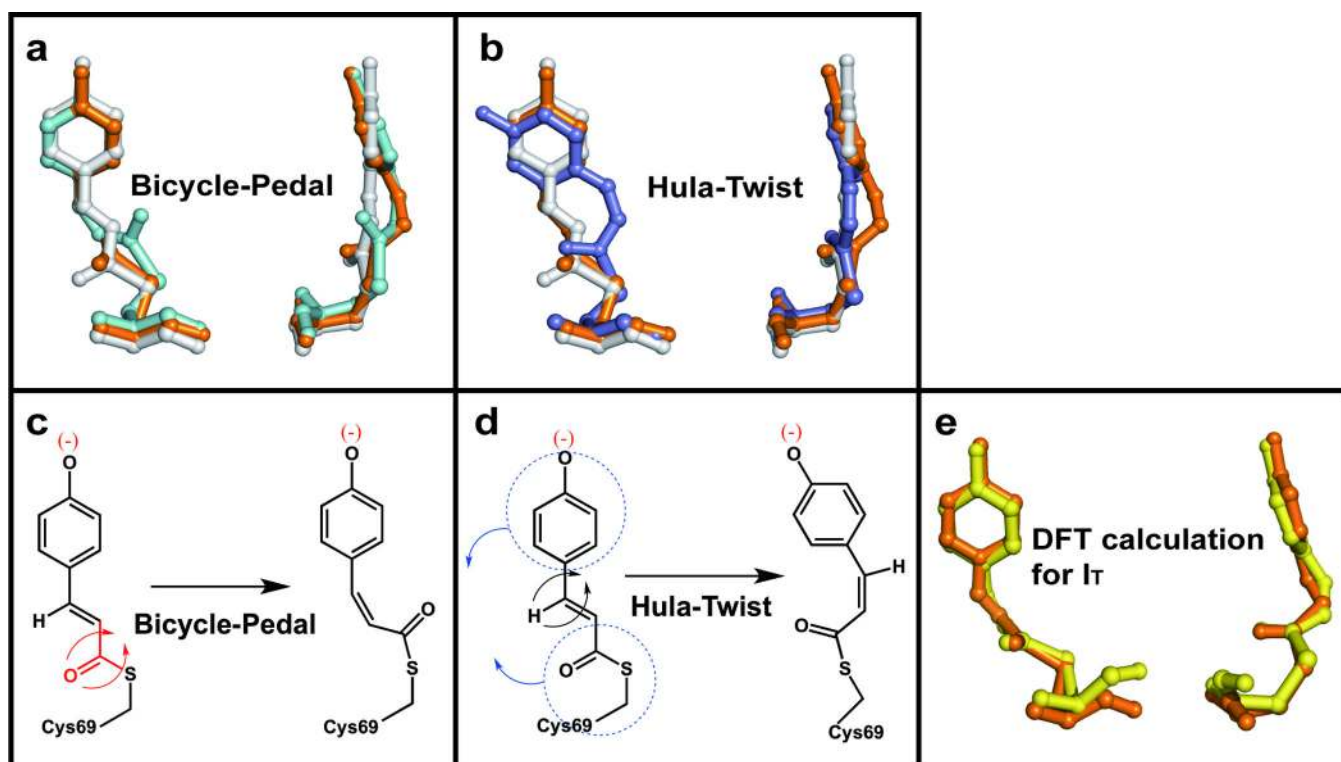 a
Bicycle-Pedal
b
Hula-Twist
c
(-)
O
H
O
S
Cys69
Bicycle-Pedal
(-)
O
O
S
Cys69
d
(-)
O
H
O
S
Cys69
Hula-Twist
(-)
O
H
O
S
Cys69
e
DFT calculation
for IT